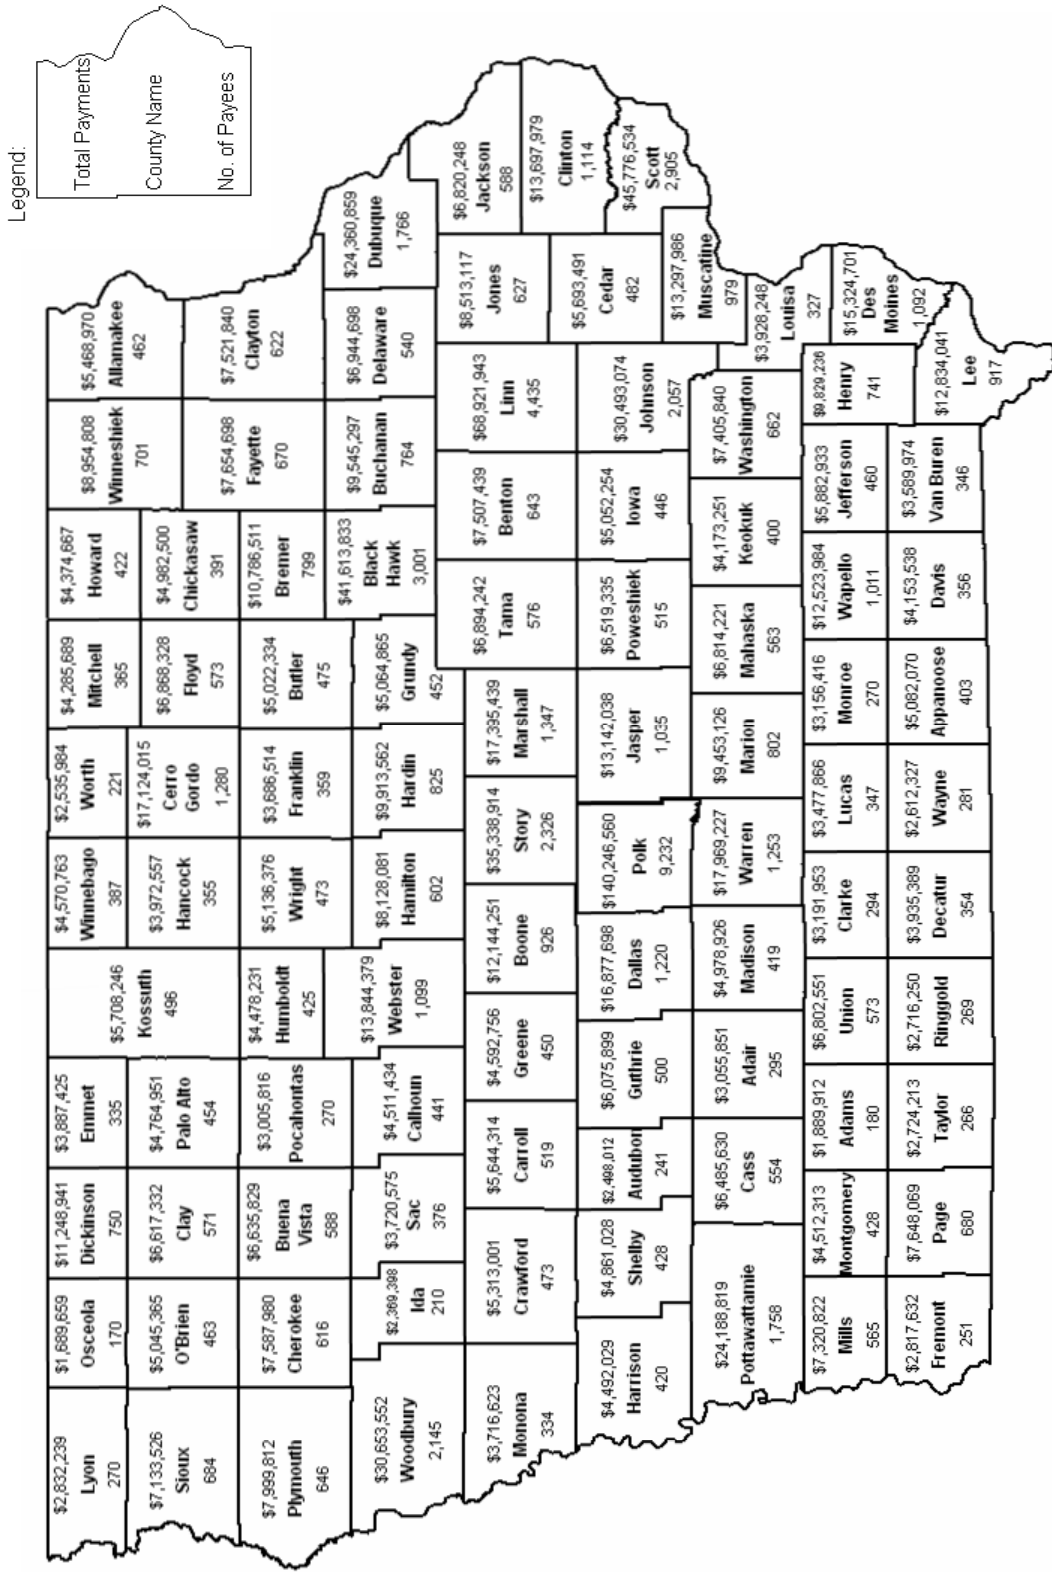 Legend:
Total Payments
County Name
No. of Payees
$2,832,239
Lyon
270
$1,689,659
Osceola
170
$11,248,941
Dickinson
750
$3,887,425
Emmet
335
$5,708,246
Kossuth
496
$4,570,763
Winnebago
387
$2,535,984
Worth
221
$4,285,689
Mitchell
365
$4,374,667
Howard
422
$8,954,808
Winneshiek
701
$5,468,970
Allamakee
462
$7,133,526
Sioux
684
$5,045,365
O'Brien
463
$6,617,332
Clay
571
$4,764,951
Palo Alto
454
$3,972,557
Hancock
355
$17,124,015
Cerro
Gordo
1,280
$6,868,328
Floyd
573
$4,982,500
Chickasaw
391
$7,654,698
Fayette
670
$7,521,840
Clayton
622
$7,999,812
Plymouth
646
$7,587,980
Cherokee
616
$6,635,829
Buena
Vista
588
$3,005,816
Pocahontas
270
$4,478,231
Humboldt
425
$5,136,376
Wright
473
$3,686,514
Franklin
359
$5,022,334
Butler
475
$10,786,511
Bremer
799
$30,653,552
Woodbury
2,145
$2,369,398
Ida
210
$3,720,575
Sac
376
$4,511,434
Calhoun
441
$13,844,379
Webster
1,099
$8,128,081
Hamilton
602
$9,913,562
Hardin
825
$5,064,865
Grundy
452
$41,613,833
Black
Hawk
3,001
$9,545,297
Buchanan
764
$6,944,698
Delaware
540
$24,360,859
Dubuque
1,766
$3,716,623
Monona
334
$5,313,001
Crawford
473
$5,644,314
Carroll
519
$4,592,756
Greene
450
$12,144,251
Boone
926
$35,338,914
Story
2,326
$17,395,439
Marshall
1,347
$6,894,242
Tama
576
$7,507,439
Benton
643
$68,921,943
Linn
4,435
$8,513,117
Jones
627
$6,820,248
Jackson
588
$13,697,979
Clinton
1,114
$4,492,029
Harrison
420
$4,861,028
Shelby
428
$2,498,012
Audubon
241
$6,075,899
Guthrie
500
$16,877,698
Dallas
1,220
$140,246,560
Polk
9,232
$13,142,038
Jasper
1,035
$6,519,335
Poweshiek
515
$5,052,254
Iowa
446
$30,493,074
Johnson
2,057
$5,693,491
Cedar
482
$45,776,534
Scott
2,905
$13,297,986
Muscatine
979
$24,188,819
Pottawattamie
1,758
$6,485,630
Cass
554
$3,055,851
Adair
295
$4,978,926
Madison
419
$17,969,227
Warren
1,253
$9,453,126
Marion
802
$6,814,221
Mahaska
563
$4,173,251
Keokuk
400
$7,405,840
Washington
662
$3,928,248
Louisa
327
$7,320,822
Mills
565
$4,512,313
Montgomery
428
$1,889,912
Adams
180
$6,802,551
Union
573
$3,191,953
Clarke
294
$3,477,866
Lucas
347
$3,156,416
Monroe
270
$12,523,984
Wapello
1,011
$5,882,933
Jefferson
460
$9,829,236
Henry
741
$15,324,701
Des
Moines
1,092
$2,817,632
Fremont
251
$7,648,069
Page
680
$2,724,213
Taylor
266
$2,716,250
Ringgold
269
$3,935,389
Decatur
354
$2,612,327
Wayne
281
$5,082,070
Appanoose
403
$4,153,538
Davis
356
$3,589,974
Van Buren
346
$12,834,041
Lee
917